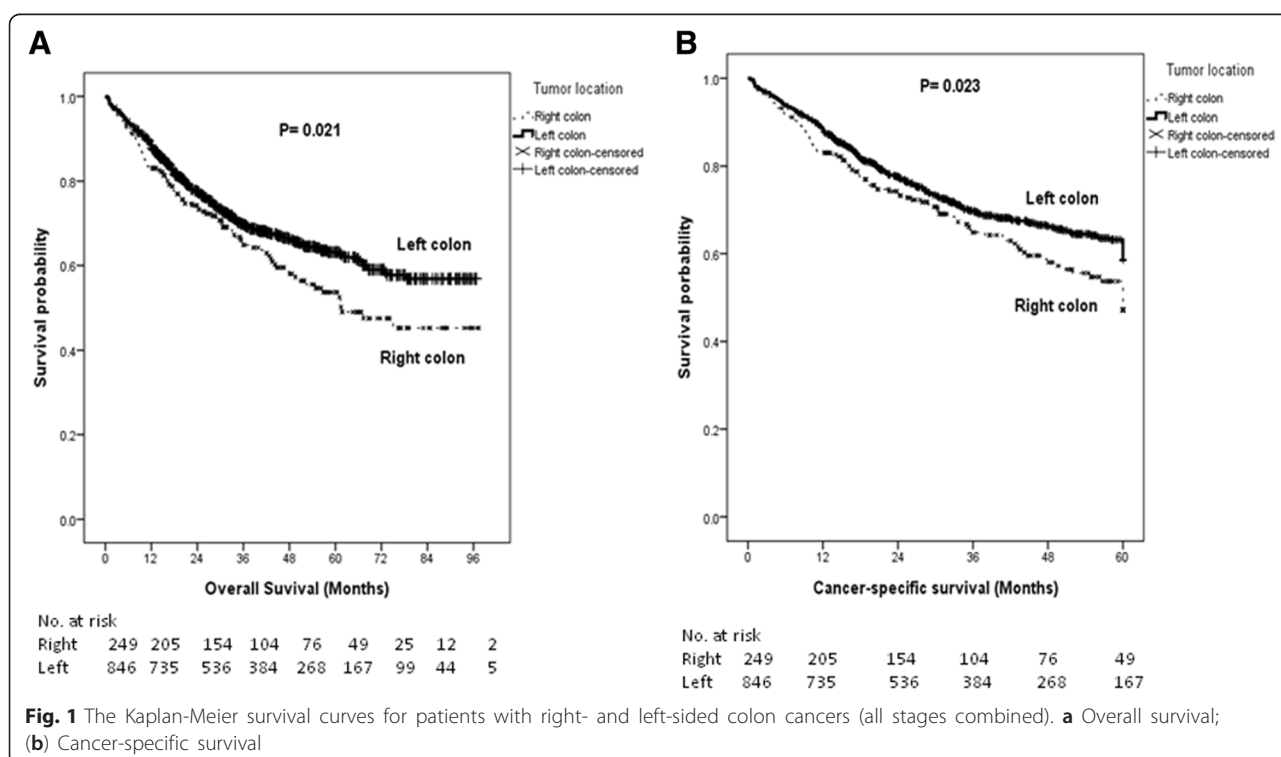 A
P= 0.021
Tumor location
Right colon
Left colon
Right colon-censored
Left colon-censored
Left colon
Right colon
Survival probability
1.0
0.8
0.6
0.4
0.2
0.0
0 12 24 36 48 60 72 84 96
Overall Suvival (Months)
No. at risk
Right 249 205 154 104 76 49 25 12 2
Left 846 735 536 384 268 167 99 44 5
B
P= 0.023
Tumor location
Right colon
Left colon
Right colon-censored
Left colon-censored
Left colon
Right colon
Survival porbability
1.0
0.8
0.6
0.4
0.2
0.0
0 12 24 36 48 60
Cancer-specific survival (Months)
No. at risk
Right 249 205 154 104 76 49
Left 846 735 536 384 268 167
Fig. 1 The Kaplan-Meier survival curves for patients with right- and left-sided colon cancers (all stages combined). a Overall survival;
(b) Cancer-specific survival